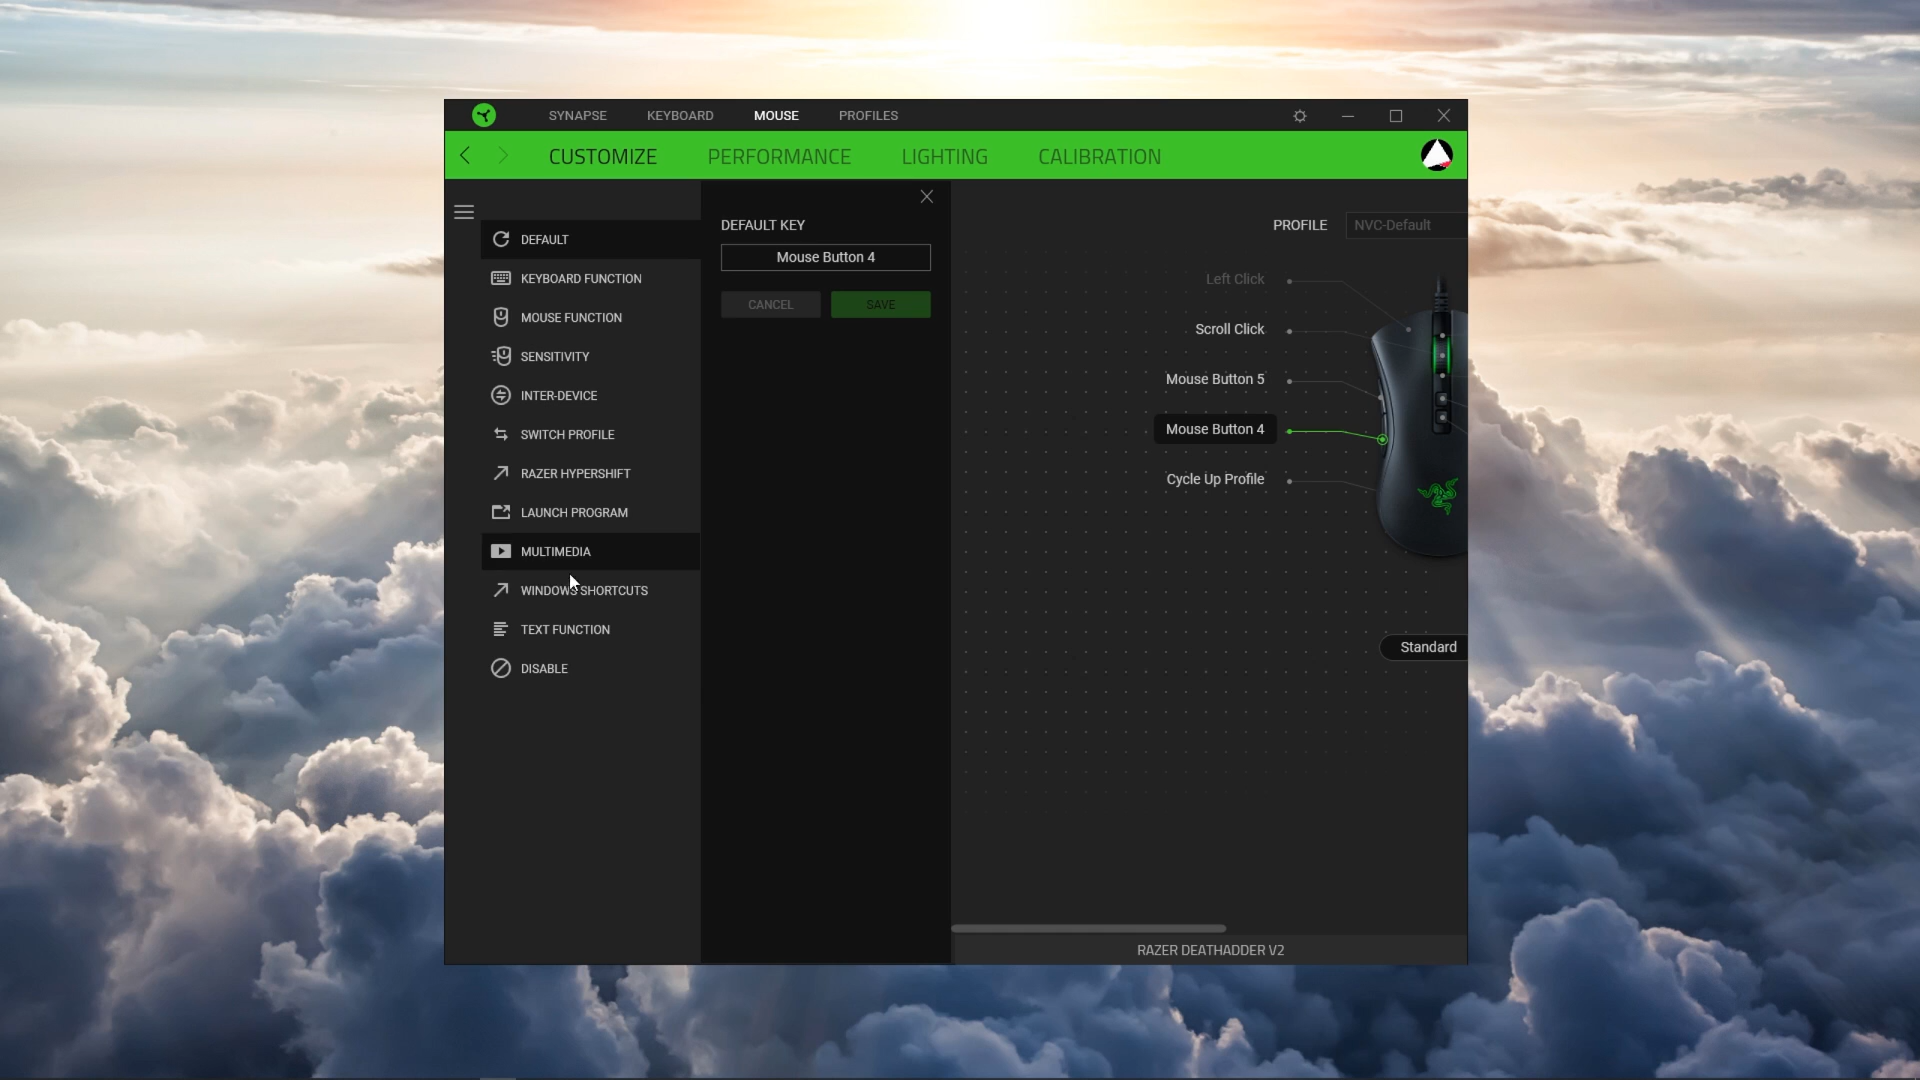 SYNAPSE KEYBOARD MOUSE PROFILES
CUSTOMIZE PERFORMANCE LIGHTING CALIBRATION
DEFAULT
KEYBOARD FUNCTION
MOUSE FUNCTION
SENSITIVITY
INTER-DEVICE
SWITCH PROFILE
RAZER HYPERSHIFT
LAUNCH PROGRAM
MULTIMEDIA
WINDOWS SHORTCUTS
TEXT FUNCTION
DISABLE
DEFAULT KEY
Mouse Button 4
CANCEL SAVE
PROFILE NVC-Default
Left Click
Scroll Click
Mouse Button 5
Mouse Button 4
Cycle Up Profile
Standard
RAZER DEATHADDER V2